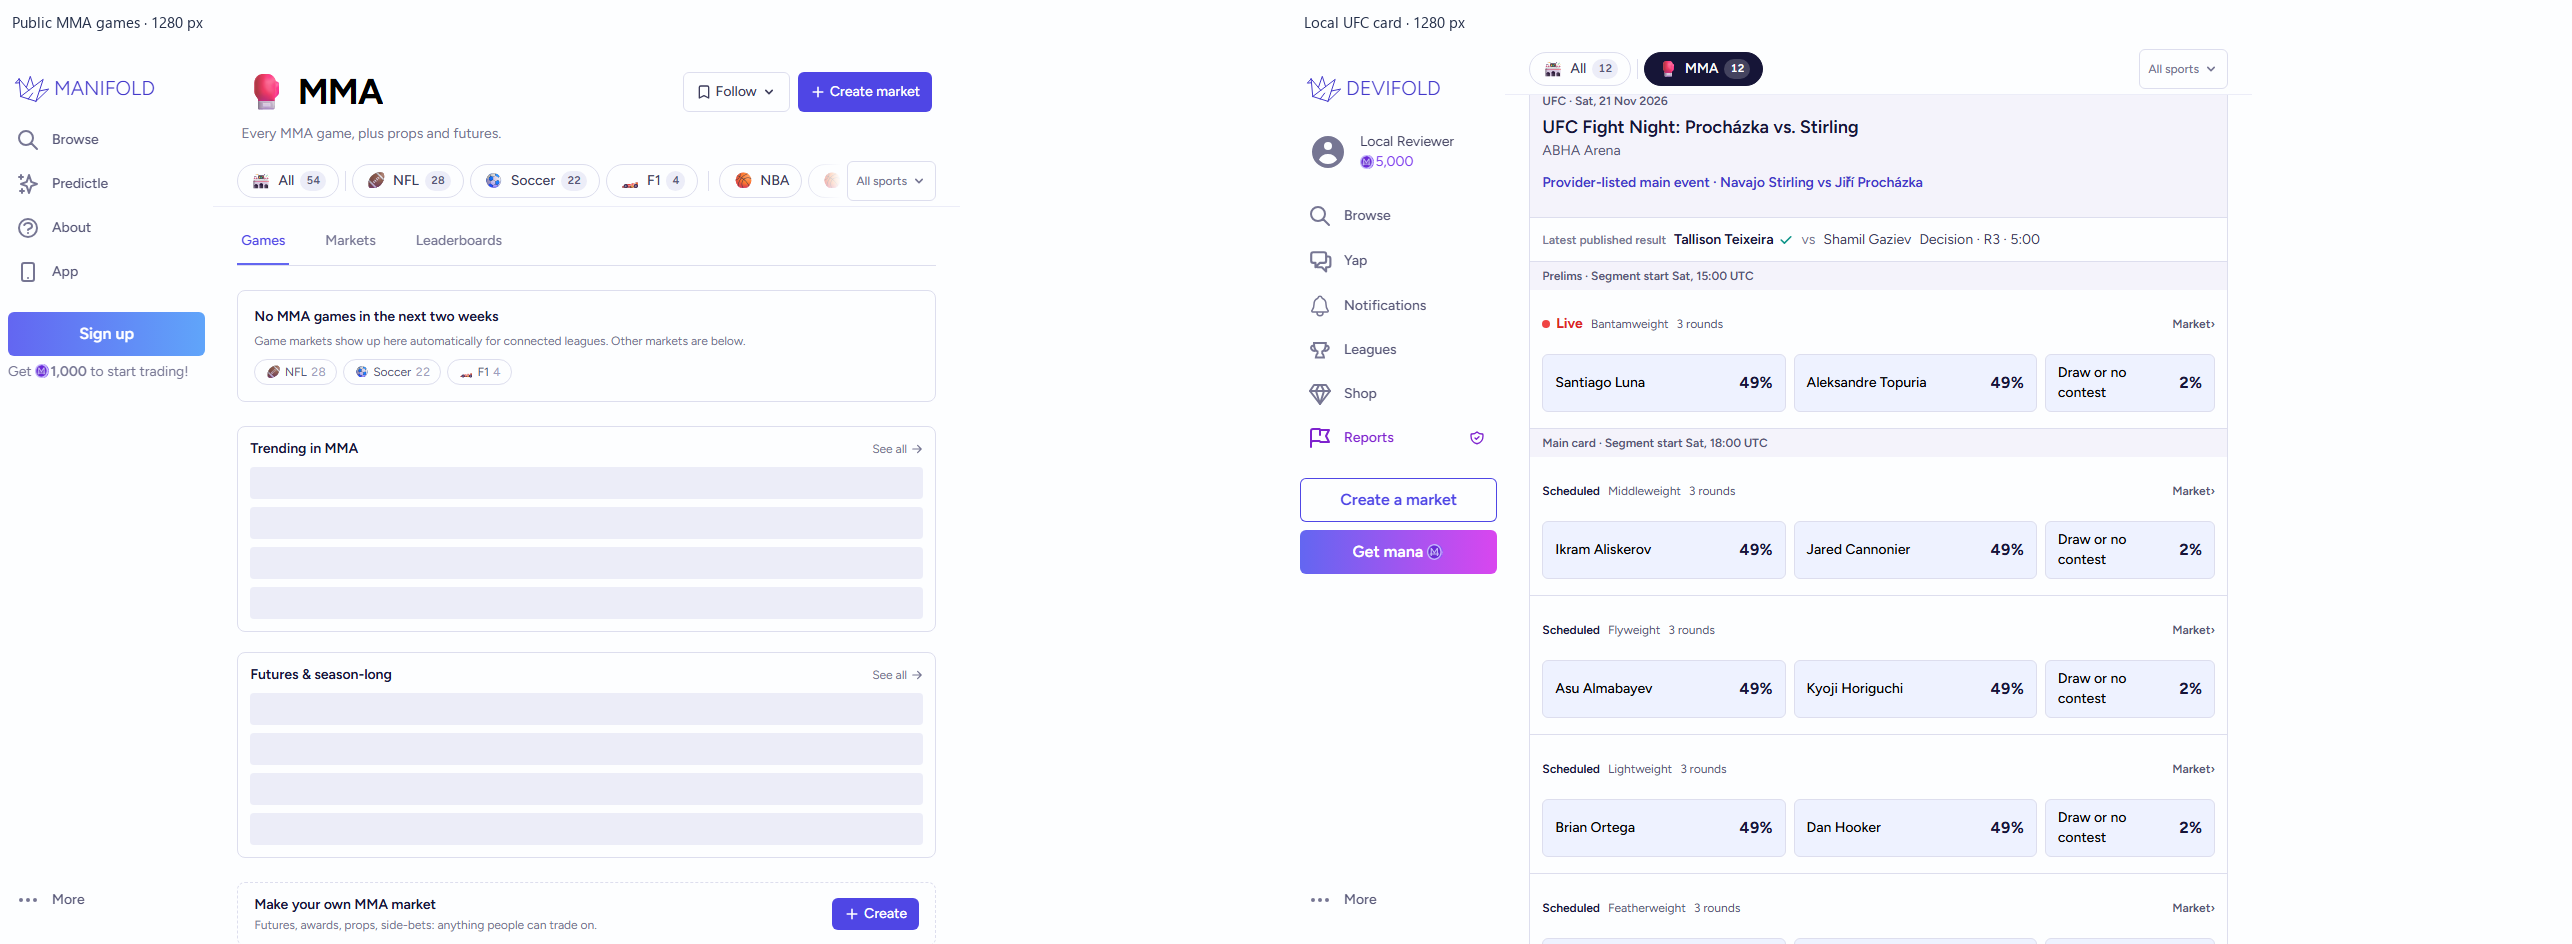 Public MMA games · 1280 px
MANIFOLD
Browse
Predictle
About
App
Sign up
Get 1,000 to start trading!
More
MMA
Follow
+ Create market
Every MMA game, plus props and futures.
All 54
NFL 28
Soccer 22
F1 4
NBA
All sports
Games Markets Leaderboards
No MMA games in the next two weeks
Game markets show up here automatically for connected leagues. Other markets are below.
NFL 28 Soccer 22 F1 4
Trending in MMA See all →
Futures & season-long See all →
Make your own MMA market
Futures, awards, props, side-bets: anything people can trade on.
+ Create
Local UFC card · 1280 px
DEVIFOLD
Local Reviewer
5,000
Browse
Yap
Notifications
Leagues
Shop
Reports
Create a market
Get mana
More
All 12 MMA 12 All sports
UFC · Sat, 21 Nov 2026
UFC Fight Night: Procházka vs. Stirling
ABHA Arena
Provider-listed main event · Navajo Stirling vs Jiří Procházka
Latest published result Tallison Teixeira ✓ vs Shamil Gaziev Decision · R3 · 5:00
Prelims · Segment start Sat, 15:00 UTC
Live Bantamweight 3 rounds Market›
Santiago Luna 49% Aleksandre Topuria 49% Draw or no contest 2%
Main card · Segment start Sat, 18:00 UTC
Scheduled Middleweight 3 rounds Market›
Ikram Aliskerov 49% Jared Cannonier 49% Draw or no contest 2%
Scheduled Flyweight 3 rounds Market›
Asu Almabayev 49% Kyoji Horiguchi 49% Draw or no contest 2%
Scheduled Lightweight 3 rounds Market›
Brian Ortega 49% Dan Hooker 49% Draw or no contest 2%
Scheduled Featherweight 3 rounds Market›